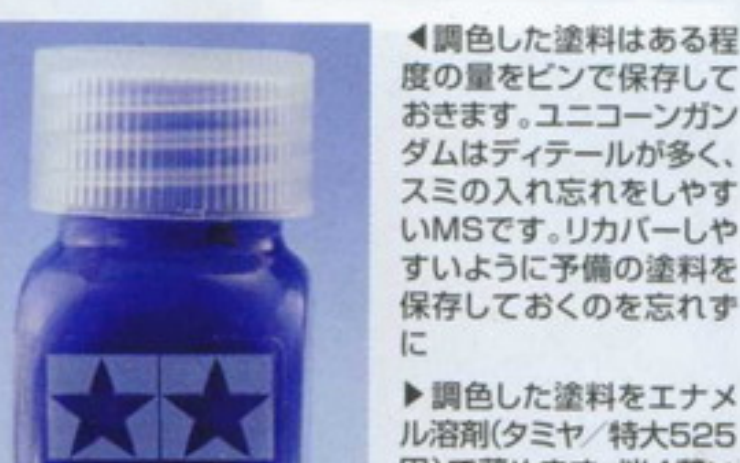 ◀調色した塗料はある程
度の量をビンで保存して
おきます。ユニコーンガン
ダムはディテールが多く、
スミの入れ忘れをしやす
いMSです。リカバーしや
すいように予備の塗料を
保存しておくのを忘れず
に
▶調色した塗料をエナメ
ル溶剤(タミヤ/特大525